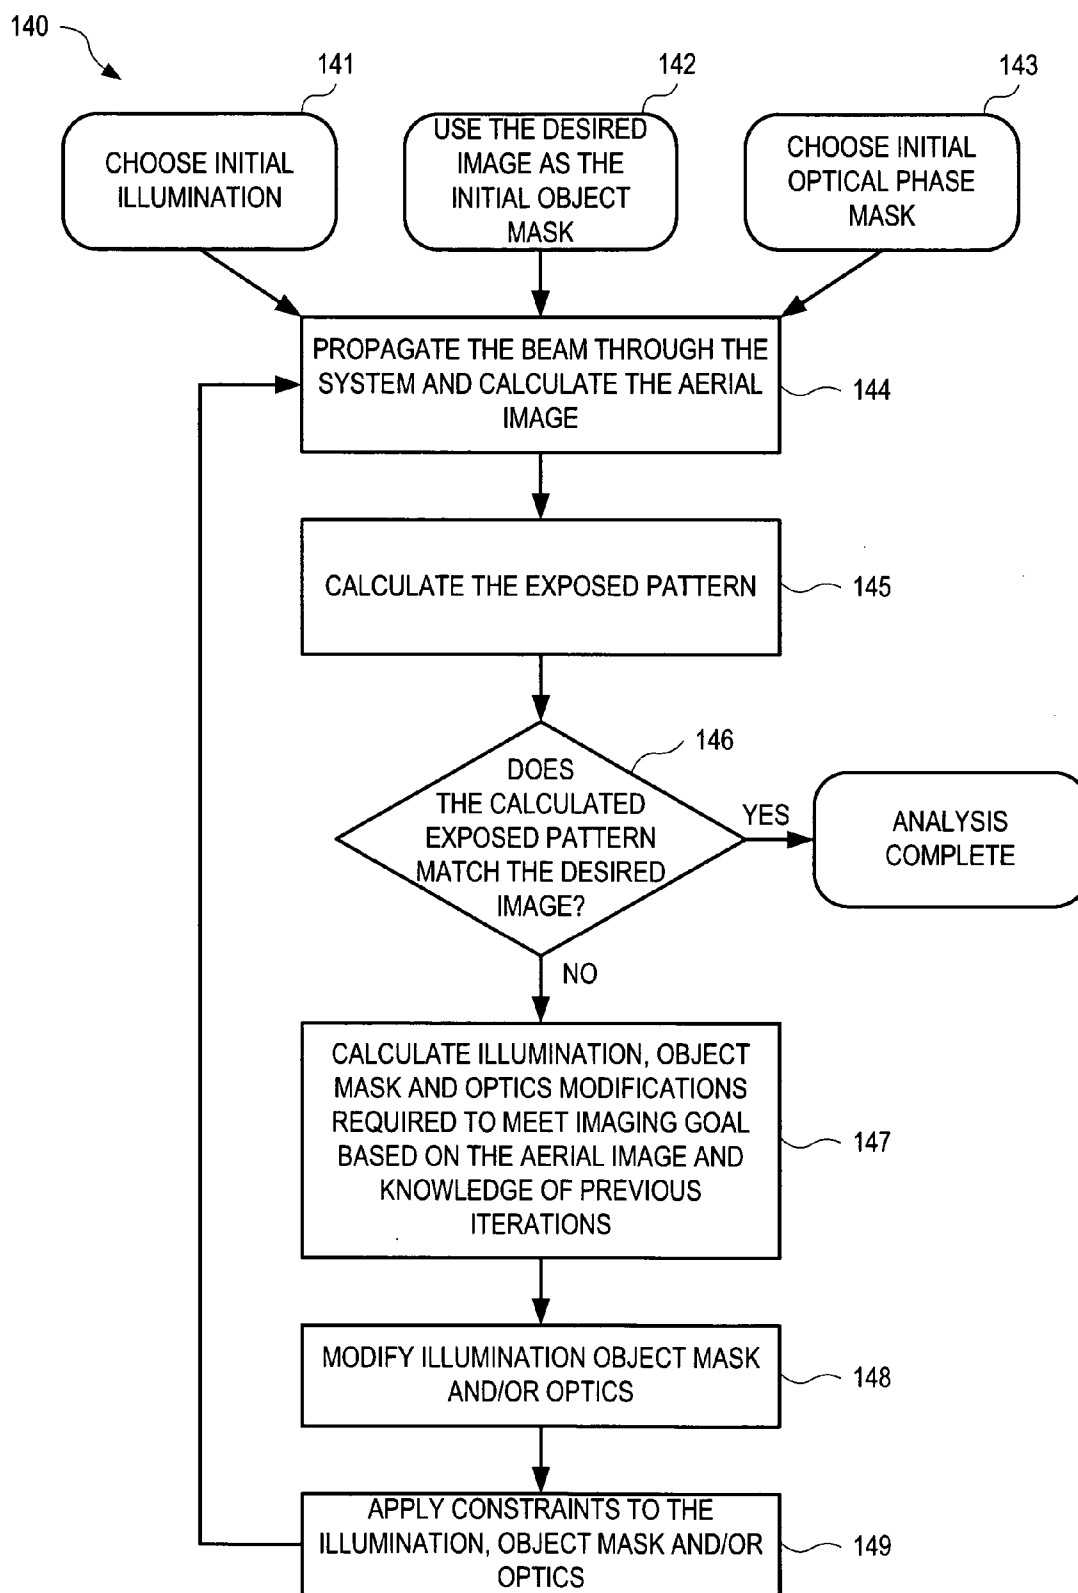 140
141
142
143
CHOOSE INITIAL
ILLUMINATION
USE THE DESIRED
IMAGE AS THE
INITIAL OBJECT
MASK
CHOOSE INITIAL
OPTICAL PHASE
MASK
PROPAGATE THE BEAM THROUGH THE
SYSTEM AND CALCULATE THE AERIAL
IMAGE
144
CALCULATE THE EXPOSED PATTERN
145
146
DOES
THE CALCULATED
EXPOSED PATTERN
MATCH THE DESIRED
IMAGE?
YES
ANALYSIS
COMPLETE
NO
CALCULATE ILLUMINATION, OBJECT
MASK AND OPTICS MODIFICATIONS
REQUIRED TO MEET IMAGING GOAL
BASED ON THE AERIAL IMAGE AND
KNOWLEDGE OF PREVIOUS
ITERATIONS
147
MODIFY ILLUMINATION OBJECT MASK
AND/OR OPTICS
148
APPLY CONSTRAINTS TO THE
ILLUMINATION, OBJECT MASK AND/OR
OPTICS
149